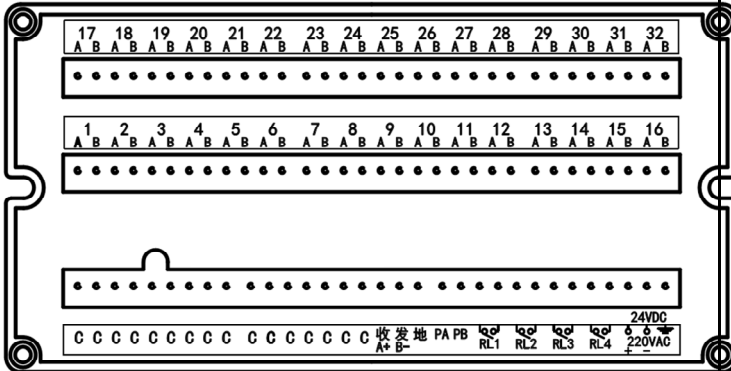 17 18 19 20 21 22 23 24 25 26 27 28 29 30 31 32
A B A B A B A B A B A B A B A B A B A B A B A B A B A B A B A B
1 2 3 4 5 6 7 8 9 10 11 12 13 14 15 16
A B A B A B A B A B A B A B A B A B A B A B A B A B A B A B A B
24VDC
C C C C C C C C C C C C C C C C 收 发 地 PA PB
A+ B- RL1 RL2 RL3 RL4 220VAC
+ -